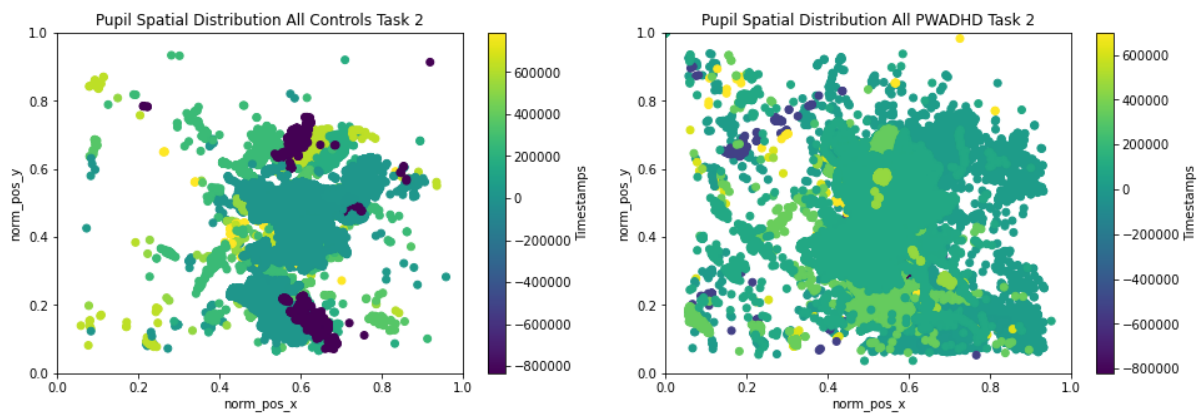 Pupil Spatial Distribution All Controls Task 2
1.0
0.8
0.6
0.4
0.2
0.0
norm_pos_y
0.0 0.2 0.4 0.6 0.8 1.0
norm_pos_x
600000
400000
200000
0
−200000
−400000
−600000
−800000
Timestamps
Pupil Spatial Distribution All PWADHD Task 2
1.0
0.8
0.6
0.4
0.2
0.0
norm_pos_y
0.0 0.2 0.4 0.6 0.8 1.0
norm_pos_x
600000
400000
200000
0
−200000
−400000
−600000
−800000
Timestamps